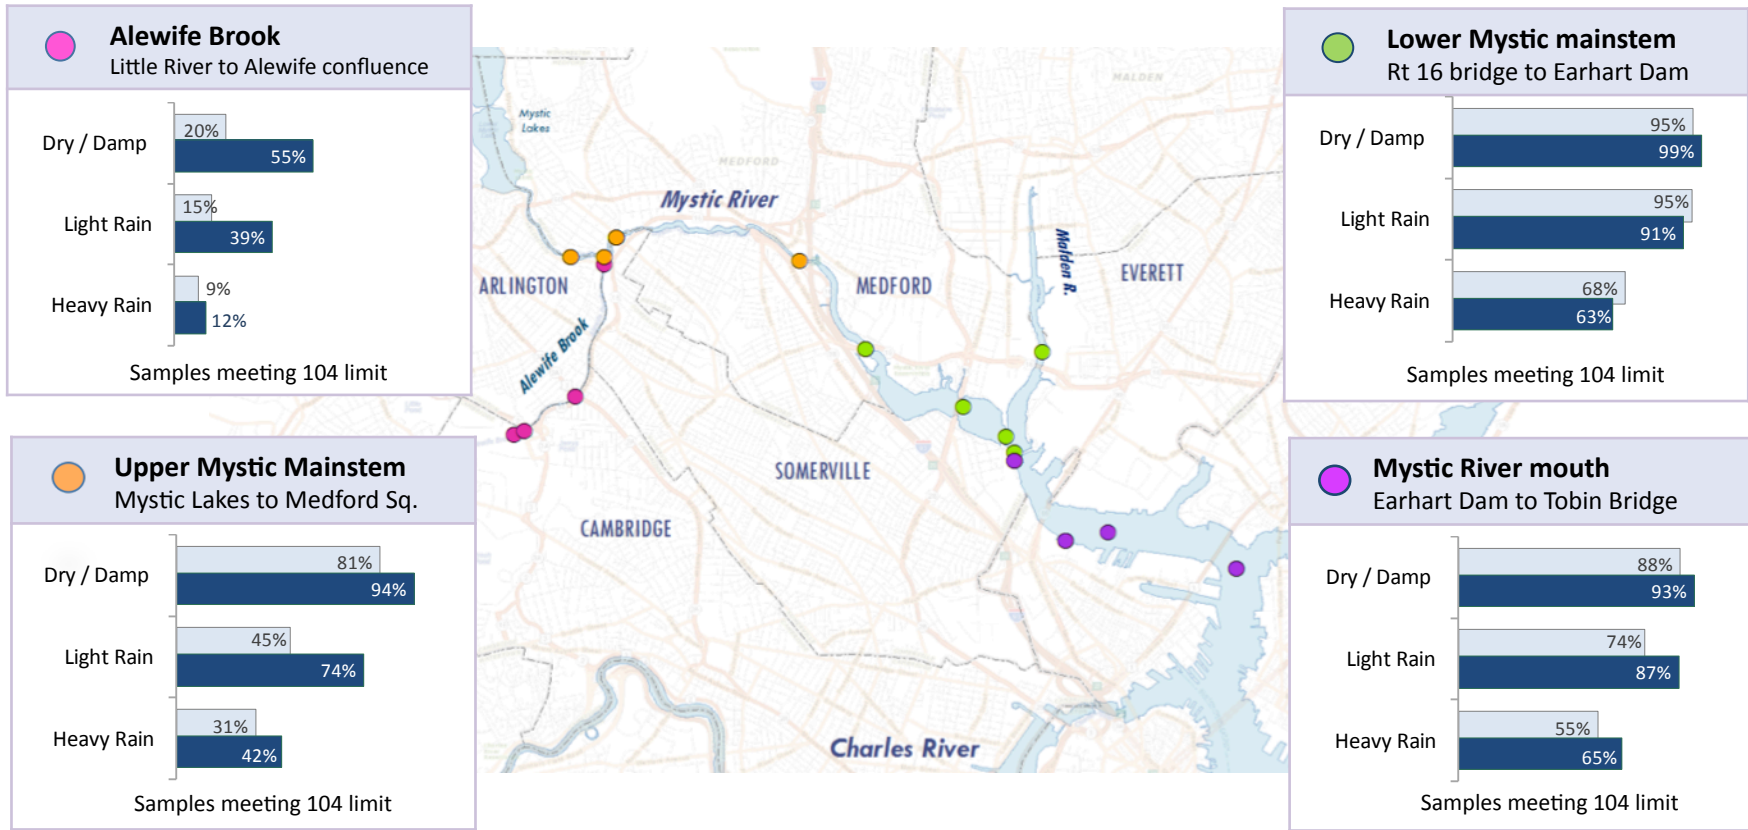 Alewife Brook
Little River to Alewife confluence
Dry / Damp
20%
55%
Light Rain
15%
39%
Heavy Rain
9%
12%
Samples meeting 104 limit
Lower Mystic mainstem
Rt 16 bridge to Earhart Dam
Dry / Damp
95%
99%
Light Rain
95%
91%
Heavy Rain
68%
63%
Samples meeting 104 limit
Mystic
Lakes
MALDEN
MEDFORD
Mystic River
Malden R.
EVERETT
ARLINGTON
MEDFORD
Alewife Brook
SOMERVILLE
CAMBRIDGE
Charles River
Upper Mystic Mainstem
Mystic Lakes to Medford Sq.
Dry / Damp
81%
94%
Light Rain
45%
74%
Heavy Rain
31%
42%
Samples meeting 104 limit
Mystic River mouth
Earhart Dam to Tobin Bridge
Dry / Damp
88%
93%
Light Rain
74%
87%
Heavy Rain
55%
65%
Samples meeting 104 limit